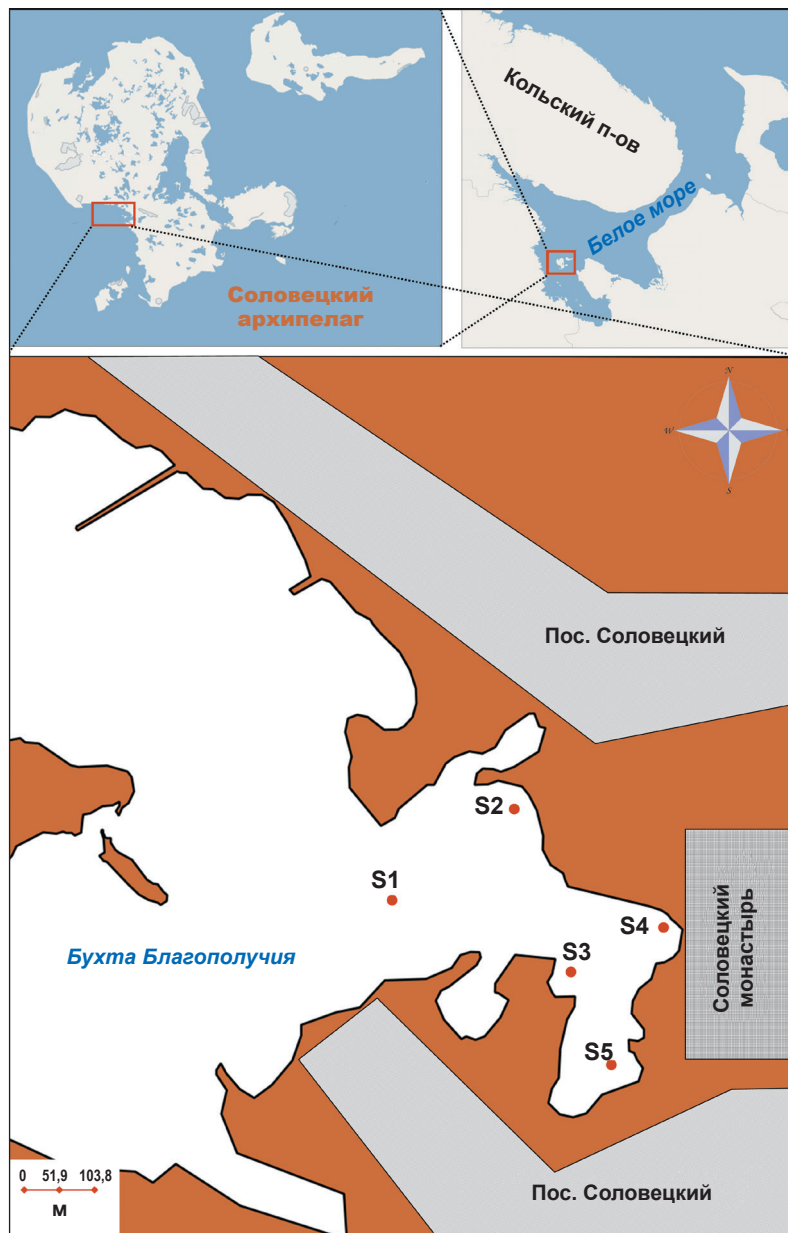 Кольский п-ов
Белое море
Соловецкий
архипелаг
N
W
S
Пос. Соловецкий
S2
S1
S4
S3
Бухта Благополучия
Соловецкий
монастырь
S5
0 51,9 103,8
м
Пос. Соловецкий